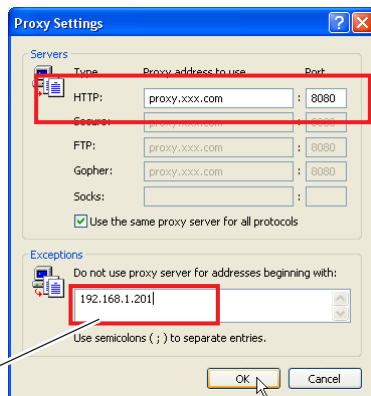 Proxy Settings
Servers
Type Proxy address to use Port
HTTP: proxy.xxx.com : 8080
Secure: proxy.xxx.com : 8080
FTP: proxy.xxx.com : 8080
Gopher: proxy.xxx.com : 8080
Socks: :
Use the same proxy server for all protocols
Exceptions
Do not use proxy server for addresses beginning with:
192.168.1.201
Use semicolons ( ; ) to separate entries.
OK Cancel